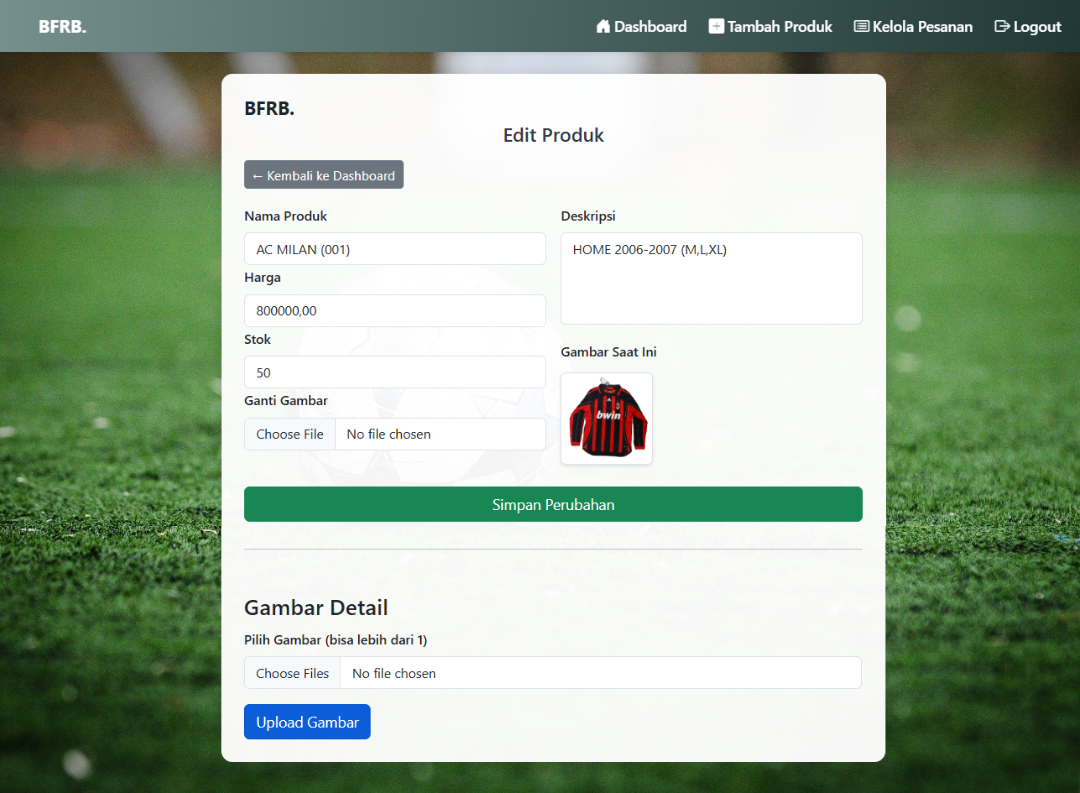 BFRB.
Dashboard
Tambah Produk
Kelola Pesanan
Logout
BFRB.
Edit Produk
← Kembali ke Dashboard
Nama Produk
AC MILAN (001)
Harga
800000,00
Stok
50
Ganti Gambar
Choose File No file chosen
Deskripsi
HOME 2006-2007 (M,L,XL)
Gambar Saat Ini
bwin
Simpan Perubahan
Gambar Detail
Pilih Gambar (bisa lebih dari 1)
Choose Files No file chosen
Upload Gambar